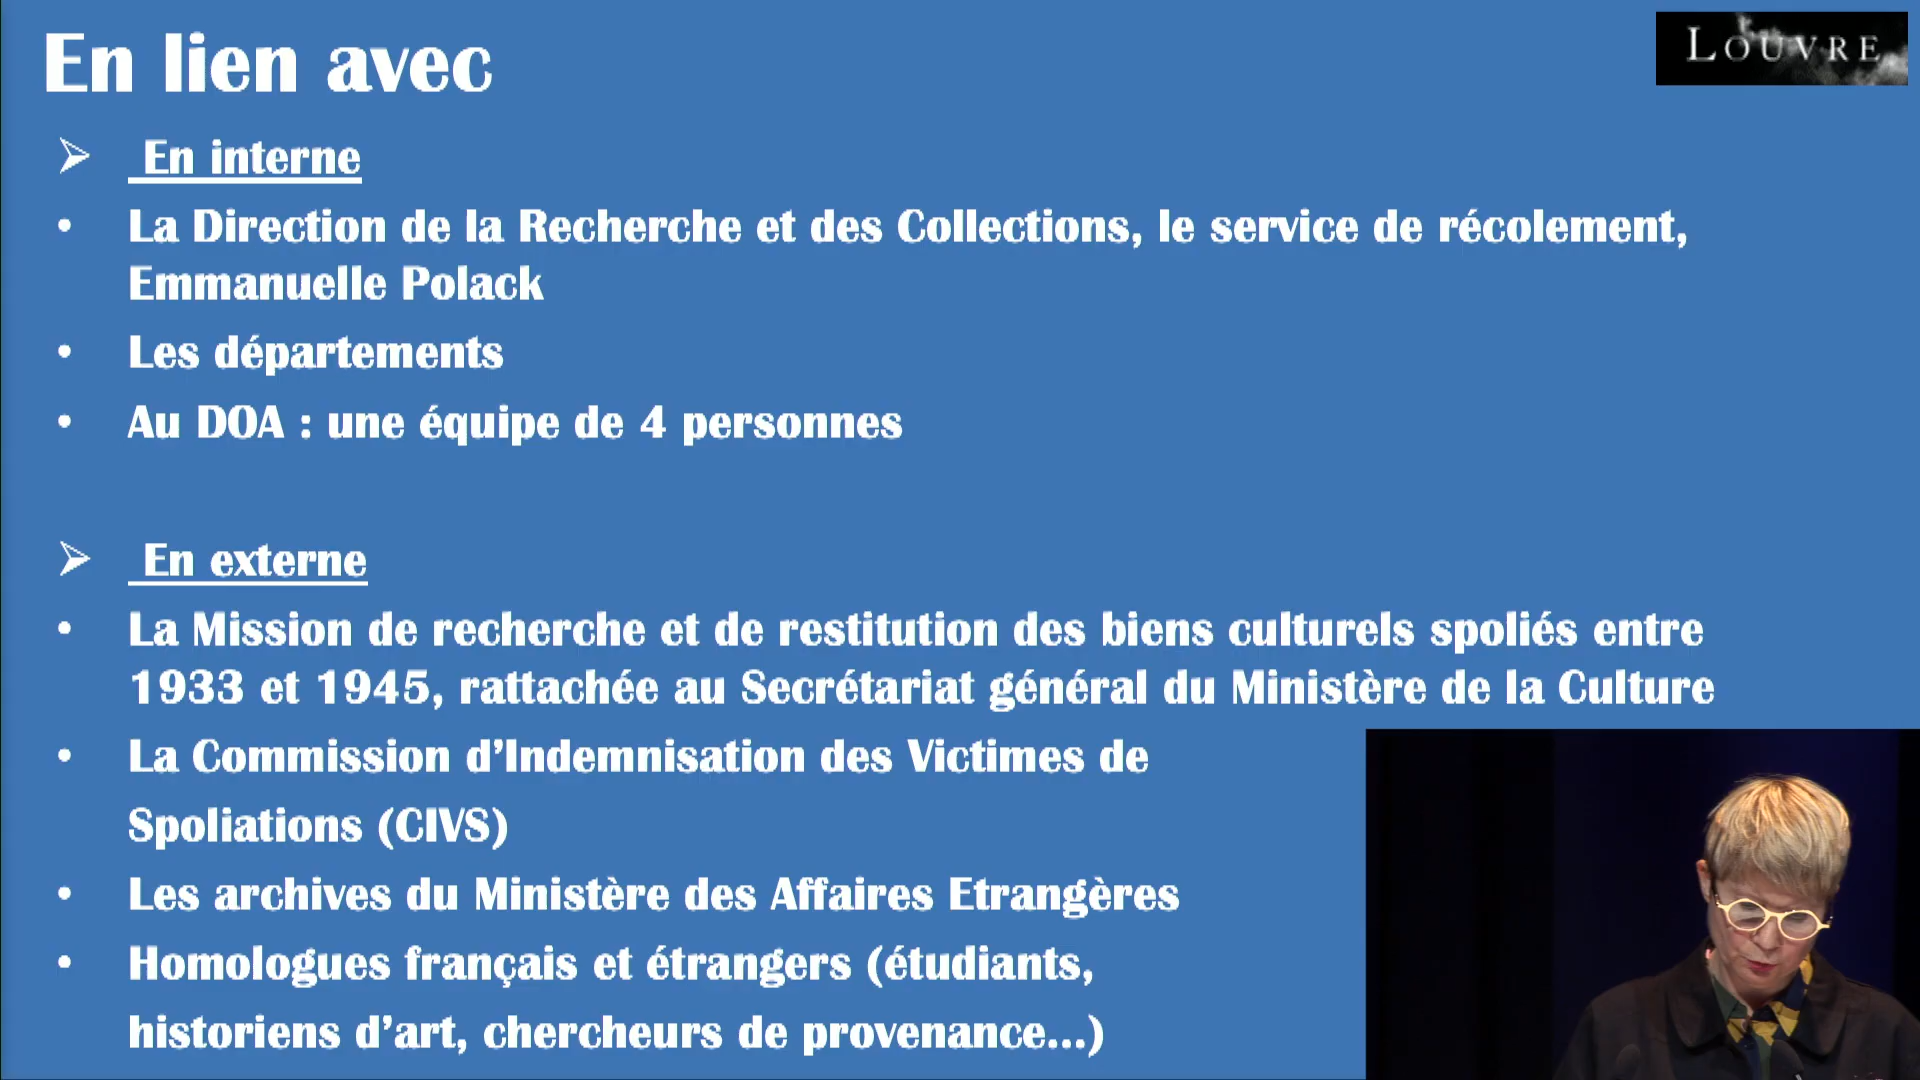 En lien avec
LOUVRE
➢ En interne
• La Direction de la Recherche et des Collections, le service de récolement,
Emmanuelle Polack
• Les départements
• Au DOA : une équipe de 4 personnes
➢ En externe
• La Mission de recherche et de restitution des biens culturels spoliés entre
1933 et 1945, rattachée au Secrétariat général du Ministère de la Culture
• La Commission d’Indemnisation des Victimes de
Spoliations (CIVS)
• Les archives du Ministère des Affaires Etrangères
• Homologues français et étrangers (étudiants,
historiens d’art, chercheurs de provenance...)